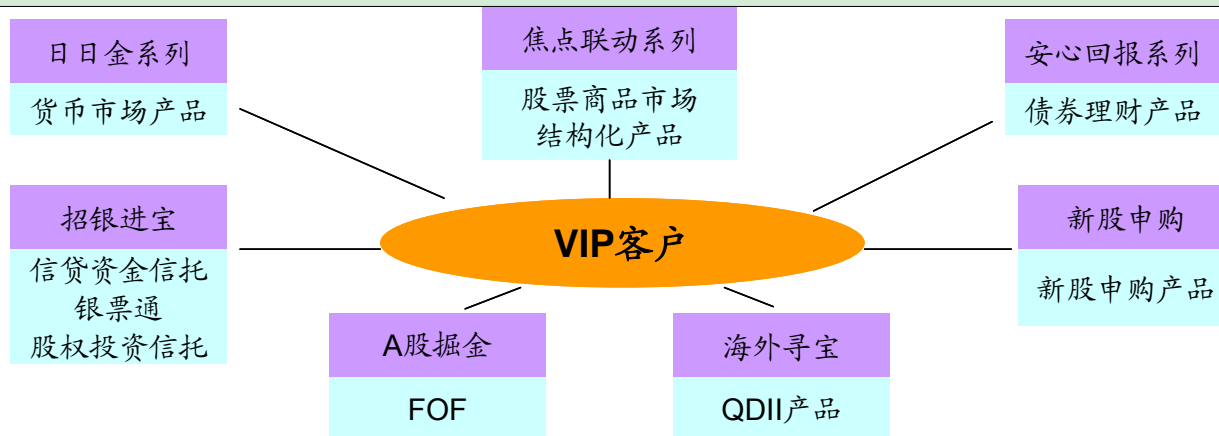 日日金系列
货币市场产品
焦点联动系列
股票商品市场
结构化产品
安心回报系列
债券理财产品
招银进宝
信贷资金信托
银票通
股权投资信托
VIP客户
新股申购
新股申购产品
A股掘金
FOF
海外寻宝
QDII产品